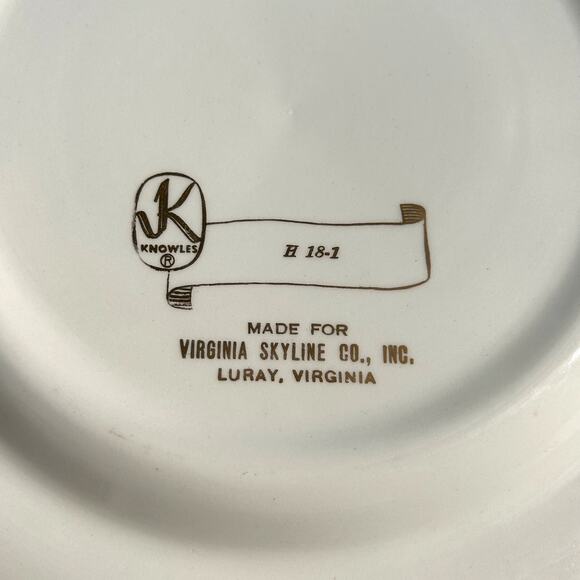 K
KNOWLES
®
H 18-1
MADE FOR
VIRGINIA SKYLINE CO., INC.
LURAY, VIRGINIA